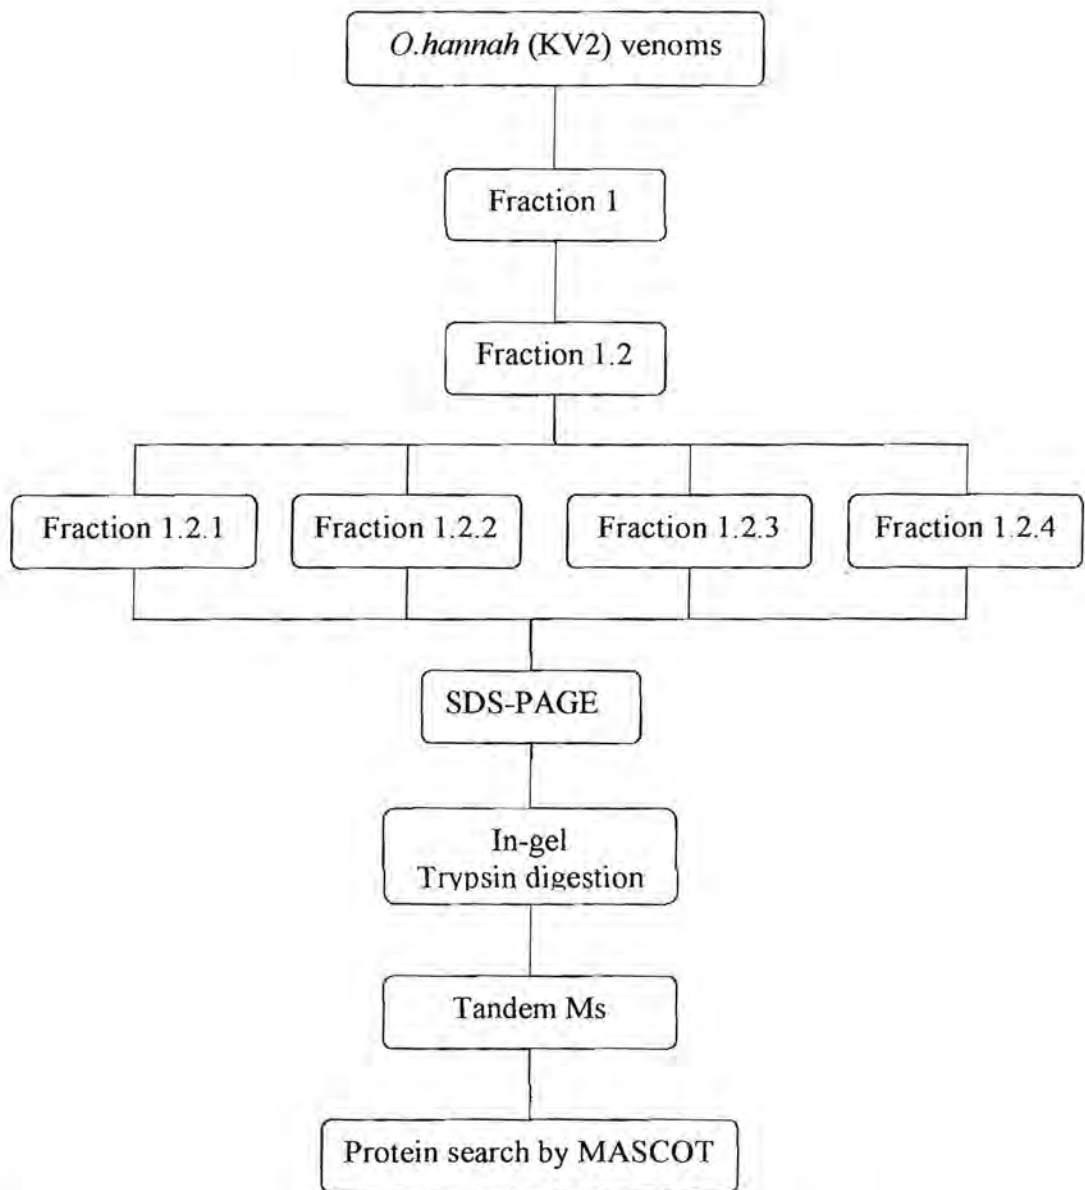 O.hannah (KV2) venoms
Fraction 1
Fraction 1.2
Fraction 1.2.1
Fraction 1.2.2
Fraction 1.2.3
Fraction 1.2.4
SDS-PAGE
In-gel
Trypsin digestion
Tandem Ms
Protein search by MASCOT